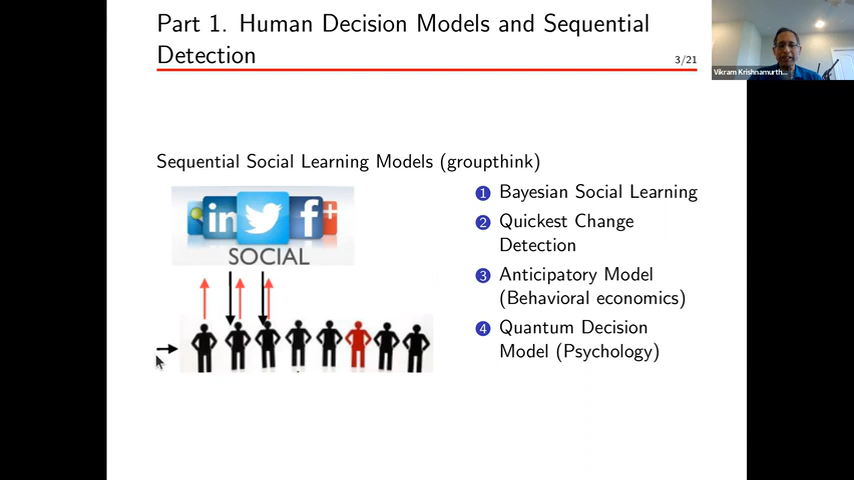 Part 1. Human Decision Models and Sequential
Detection
3/21
Vikram Krishnamurth...
Sequential Social Learning Models (groupthink)
in
f
+
SOCIAL
1 Bayesian Social Learning
2 Quickest Change
Detection
3 Anticipatory Model
(Behavioral economics)
4 Quantum Decision
Model (Psychology)